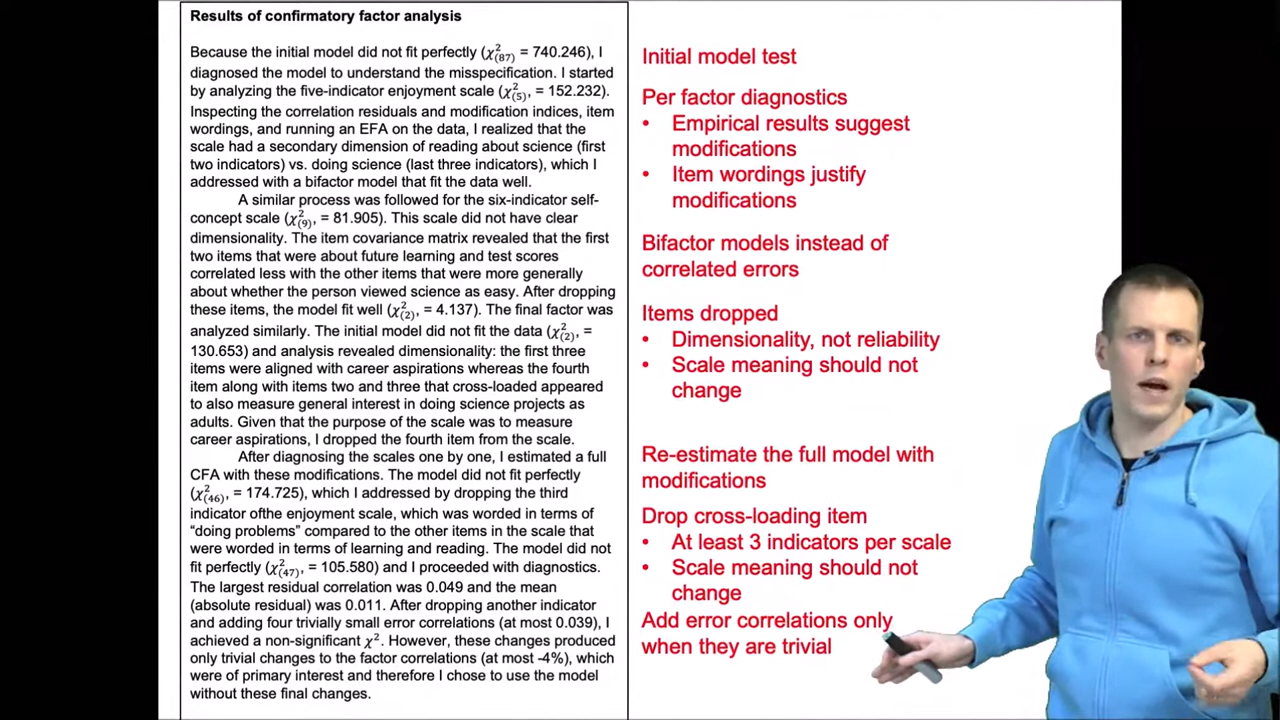 Results of confirmatory factor analysis
Because the initial model did not fit perfectly (χ²₍₈₇₎ = 740.246), I
diagnosed the model to understand the misspecification. I started
by analyzing the five-indicator enjoyment scale (χ²₍₅₎, = 152.232).
Inspecting the correlation residuals and modification indices, item
wordings, and running an EFA on the data, I realized that the
scale had a secondary dimension of reading about science (first
two indicators) vs. doing science (last three indicators), which I
addressed with a bifactor model that fit the data well.
A similar process was followed for the six-indicator self-
concept scale (χ²₍₉₎, = 81.905). This scale did not have clear
dimensionality. The item covariance matrix revealed that the first
two items that were about future learning and test scores
correlated less with the other items that were more generally
about whether the person viewed science as easy. After dropping
these items, the model fit well (χ²₍₂₎, = 4.137). The final factor was
analyzed similarly. The initial model did not fit the data (χ²₍₂₎, =
130.653) and analysis revealed dimensionality: the first three
items were aligned with career aspirations whereas the fourth
item along with items two and three that cross-loaded appeared
to also measure general interest in doing science projects as
adults. Given that the purpose of the scale was to measure
career aspirations, I dropped the fourth item from the scale.
After diagnosing the scales one by one, I estimated a full
CFA with these modifications. The model did not fit perfectly
(χ²₍₄₆₎, = 174.725), which I addressed by dropping the third
indicator ofthe enjoyment scale, which was worded in terms of
“doing problems” compared to the other items in the scale that
were worded in terms of learning and reading. The model did not
fit perfectly (χ²₍₄₇₎, = 105.580) and I proceeded with diagnostics.
The largest residual correlation was 0.049 and the mean
(absolute residual) was 0.011. After dropping another indicator
and adding four trivially small error correlations (at most 0.039), I
achieved a non-significant χ². However, these changes produced
only trivial changes to the factor correlations (at most -4%), which
were of primary interest and therefore I chose to use the model
without these final changes.
Initial model test
Per factor diagnostics
• Empirical results suggest
modifications
• Item wordings justify
modifications
Bifactor models instead of
correlated errors
Items dropped
• Dimensionality, not reliability
• Scale meaning should not
change
Re-estimate the full model with
modifications
Drop cross-loading item
• At least 3 indicators per scale
• Scale meaning should not
change
Add error correlations only
when they are trivial